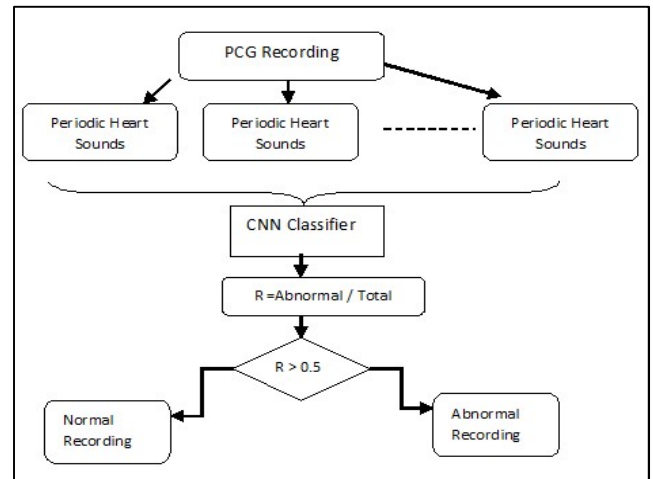 PCG Recording
Periodic Heart
Sounds
Periodic Heart
Sounds
Periodic Heart
Sounds
CNN Classifier
R=Abnormal / Total
R > 0.5
Normal
Recording
Abnormal
Recording